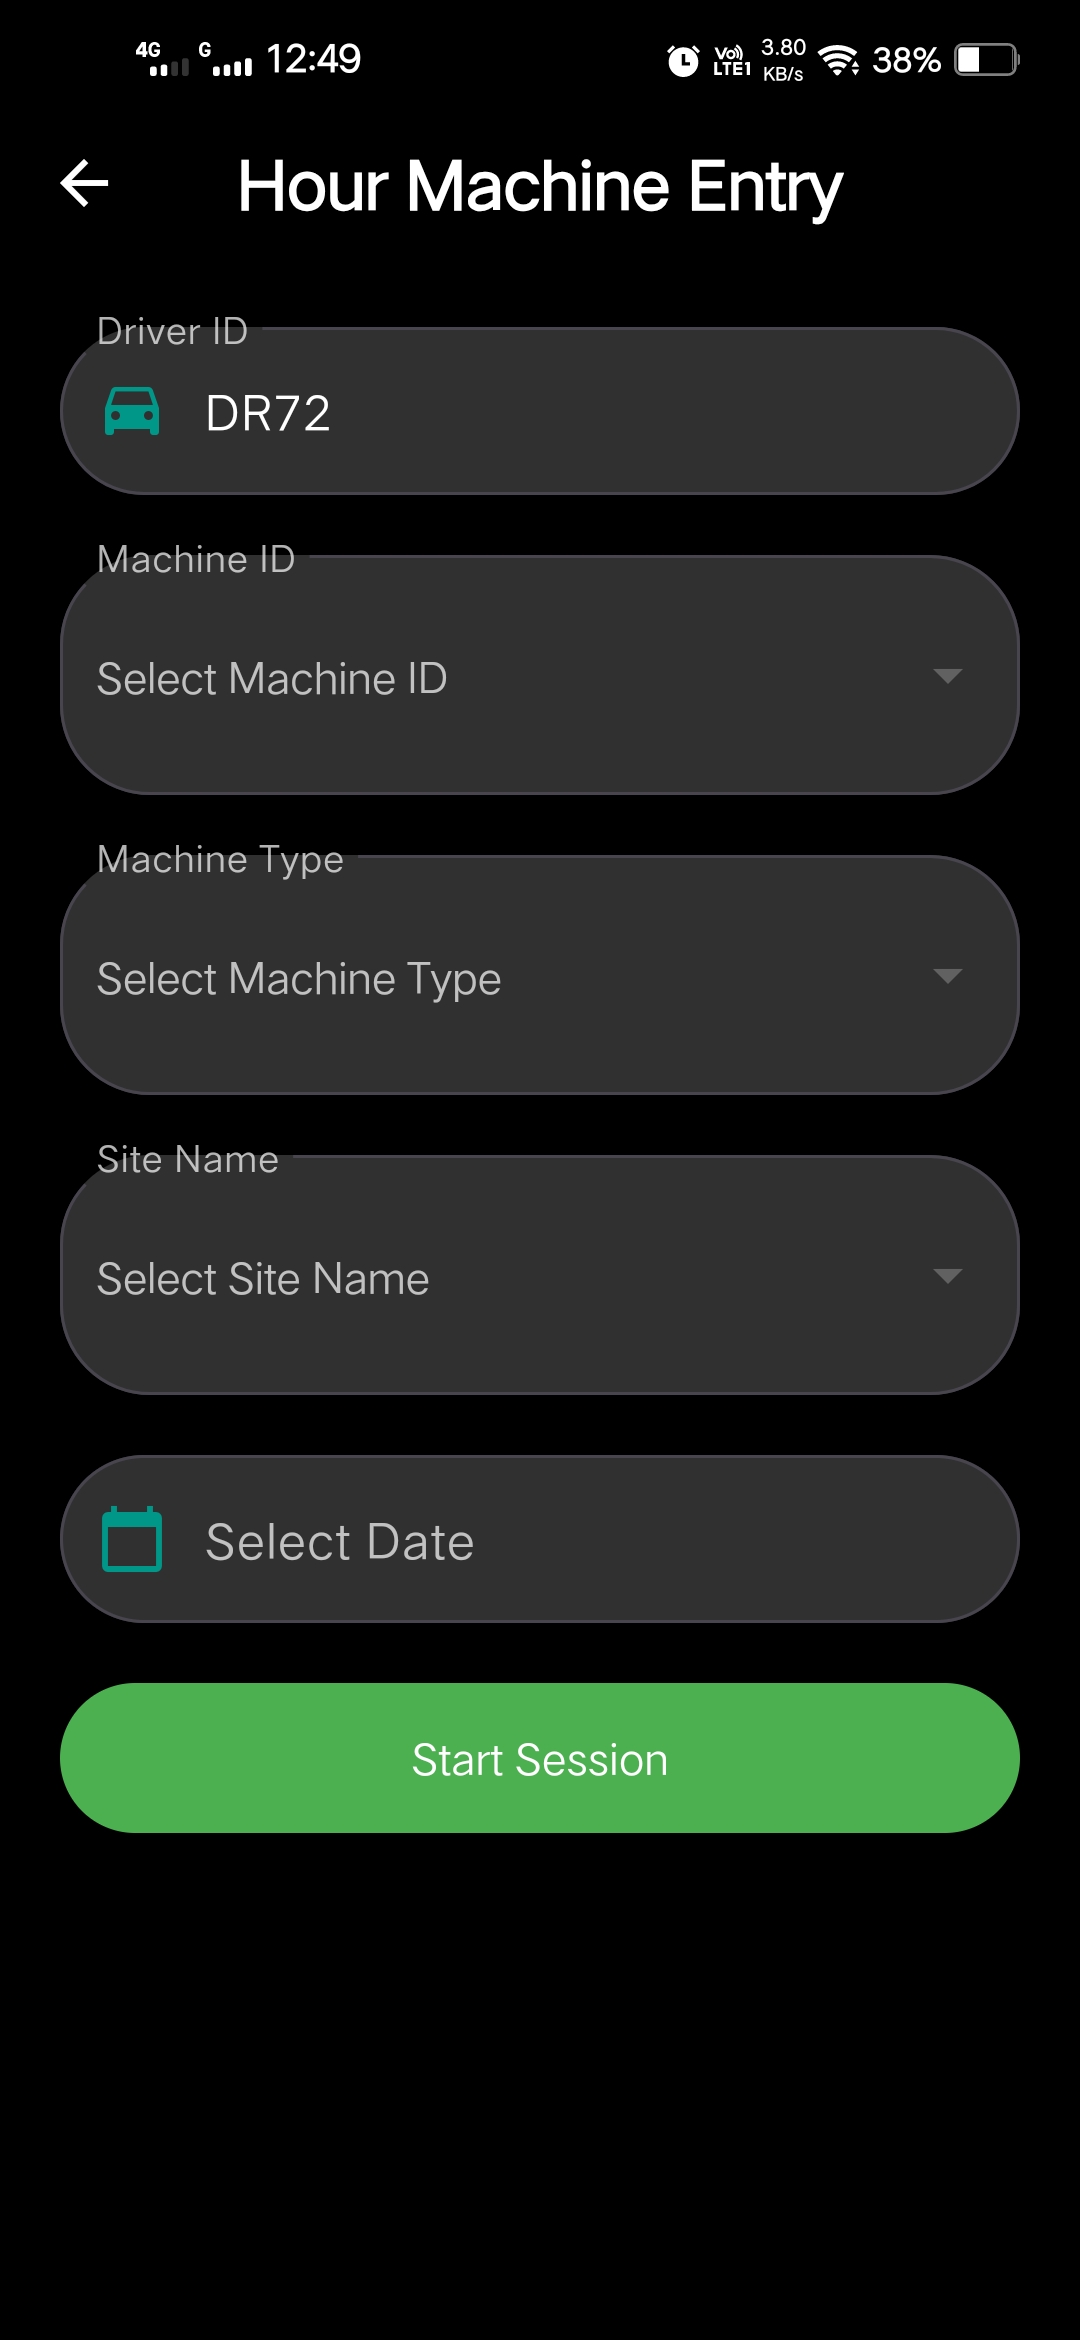 4G G 12:49 Vo) LTE1 3.80 KB/s 38%
Hour Machine Entry
Driver ID
DR72
Machine ID
Select Machine ID
Machine Type
Select Machine Type
Site Name
Select Site Name
Select Date
Start Session